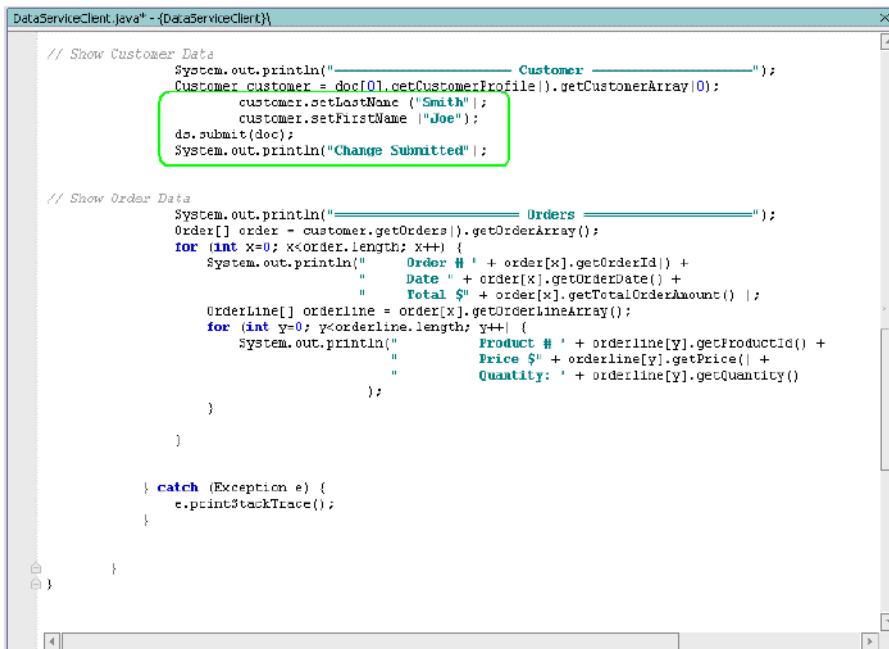 DataServiceClient.java* - {DataServiceClient}\
// Show Customer Data
System.out.println("══════════════════════ Customer ════════════════════");
Customer customer = doc[0].getCustomerProfile().getCustomerArray(0);
customer.setLastName ("Smith");
customer.setFirstName ("Joe");
ds.submit(doc);
System.out.println("Change Submitted");
// Show Order Data
System.out.println("═══════════════════════ Orders ═════════════════════");
Order[] order = customer.getOrders().getOrderArray();
for (int x=0; x<order.length; x++) {
System.out.println("     Order # " + order[x].getOrderId() +
"     Date " + order[x].getOrderDate() +
"     Total $" + order[x].getTotalOrderAmount() );
OrderLine[] orderline = order[x].getOrderLineArray();
for (int y=0; y<orderline.length; y++) {
System.out.println("          Product # " + orderline[y].getProductId() +
"          Price $" + orderline[y].getPrice() +
"          Quantity: " + orderline[y].getQuantity()
);
}
}
} catch (Exception e) {
e.printStackTrace();
}
}
}